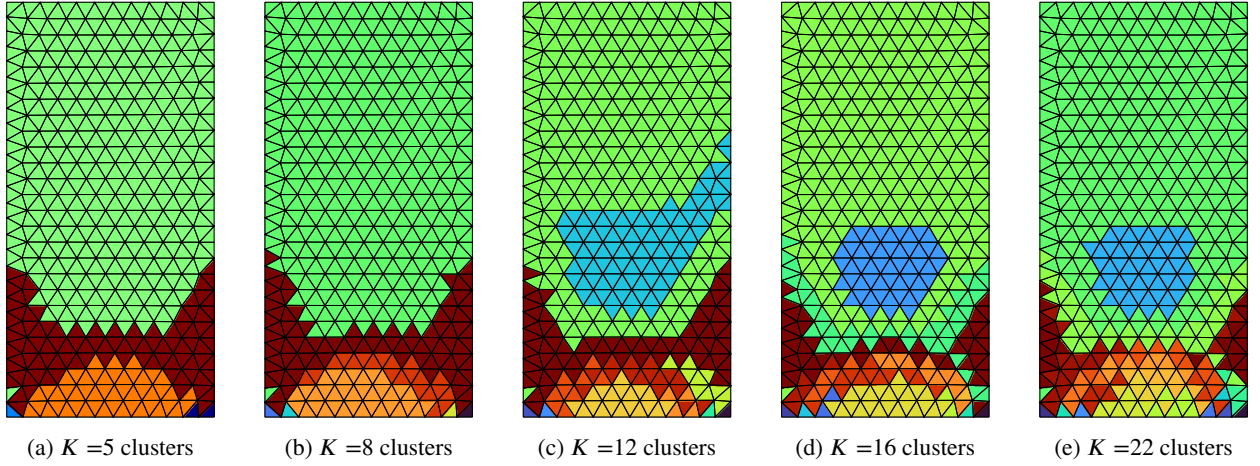 (a) K =5 clusters
(b) K =8 clusters
(c) K =12 clusters
(d) K =16 clusters
(e) K =22 clusters